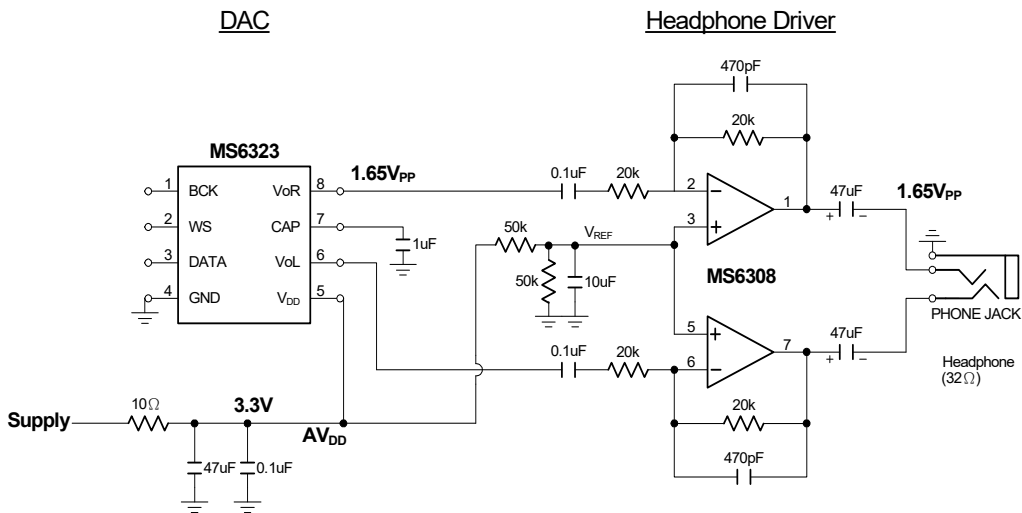 DAC
Headphone Driver
470pF
20k
MS6323
1.65VPP
0.1uF
20k
47uF
1.65VPP
1
BCK
VoR
8
2
1
+
−
2
WS
CAP
7
3
1uF
50k
VREF
3
DATA
VoL
6
50k
10uF
MS6308
4
GND
VDD
5
PHONE JACK
5
7
47uF
0.1uF
20k
6
+
−
Headphone
(32Ω)
Supply
10Ω
3.3V
AVDD
20k
47uF
0.1uF
470pF